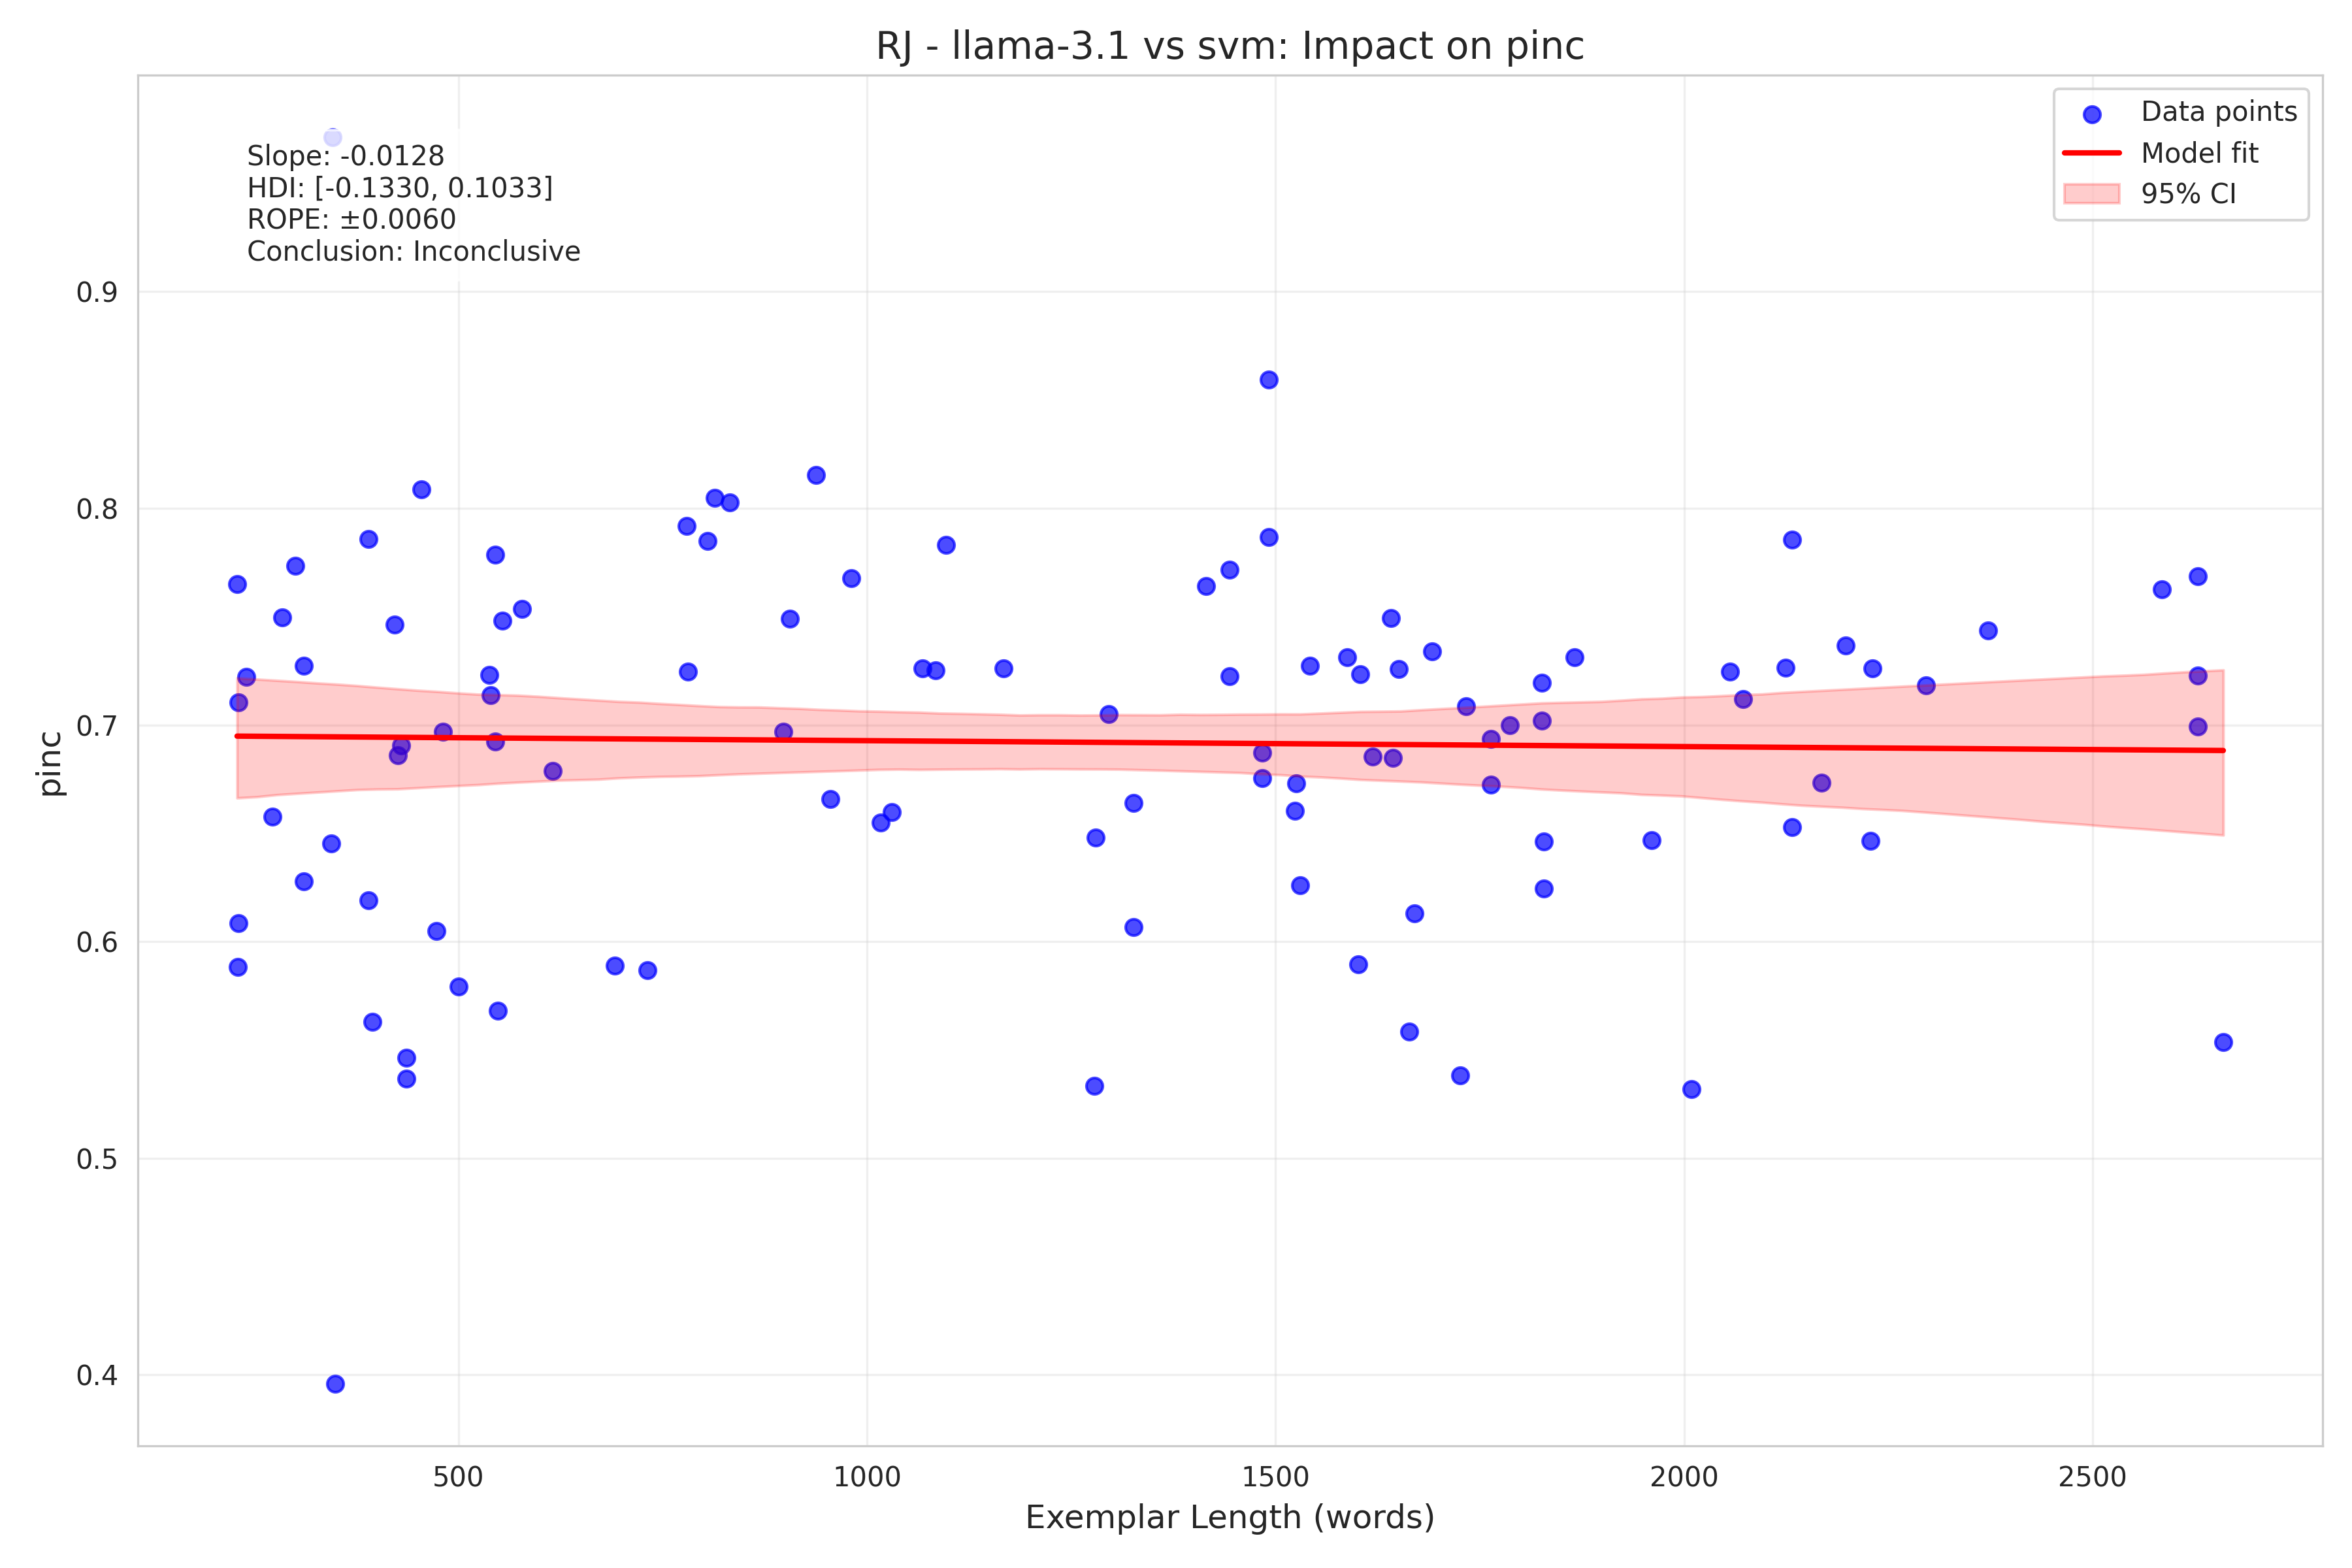 RJ - llama-3.1 vs svm: Impact on pinc
Slope: -0.0128
HDI: [-0.1330, 0.1033]
ROPE: ±0.0060
Conclusion: Inconclusive
Data points
Model fit
95% CI
pinc
0.9
0.8
0.7
0.6
0.5
0.4
500
1000
1500
2000
2500
Exemplar Length (words)